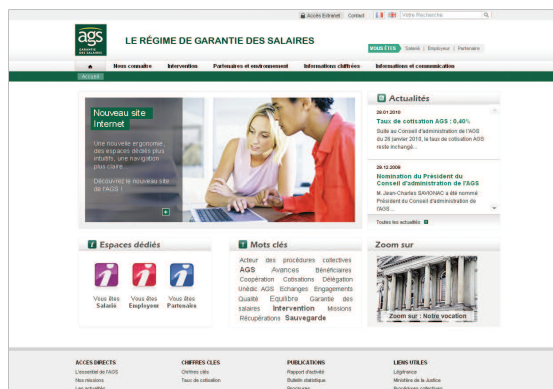 Accès Extranet Contact Votre Recherche
ags
GARANTIE
DES SALAIRES
LE RÉGIME DE GARANTIE DES SALAIRES
VOUS ÊTES Salarié | Employeur | Partenaire
Nous connaître Intervention Partenaires et environnement Informations chiffrées Informations et communication
Accueil
Nouveau site
Internet
Une nouvelle ergonomie,
des espaces dédiés plus
intuitifs, une navigation
plus claire.
Découvrez le nouveau site
de l'AGS !
Actualités
28.01.2010
Taux de cotisation AGS : 0.40%
Suite au Conseil d'administration de l'AGS
du 26 janvier 2010, la taux de cotisation AGS
reste inchangé...
29.12.2009
Nomination du Président du
Conseil d'administration de l'AGS
M. Jean-Charles SAVIGNAC a été nommé
Président du Conseil d'administration de
l'AGS...
Toutes les actualités
Espaces dédiés
Vous êtes
Salarié
Vous êtes
Employeur
Vous êtes
Partenaire
Mots clés
Acteur des procédures collectives
AGS Avances Bénéficiaires
Coopération Cotisations Délégation
Unédic AGS Echanges Engagements
Qualité Equilibre Garantie des
salaires Intervention Missions
Récupérations Sauvegarde
Zoom sur
Zoom sur : Notre vocation
ACCES DIRECTS
L'essentiel de l'AGS
Nos missions
Les actualités
CHIFFRES CLES
Chiffres clés
Taux de cotisation
PUBLICATIONS
Rapport d'activité
Bulletin statistique
Brochures
LIENS UTILES
Légifrance
Ministère de la Justice
Procédures collectives